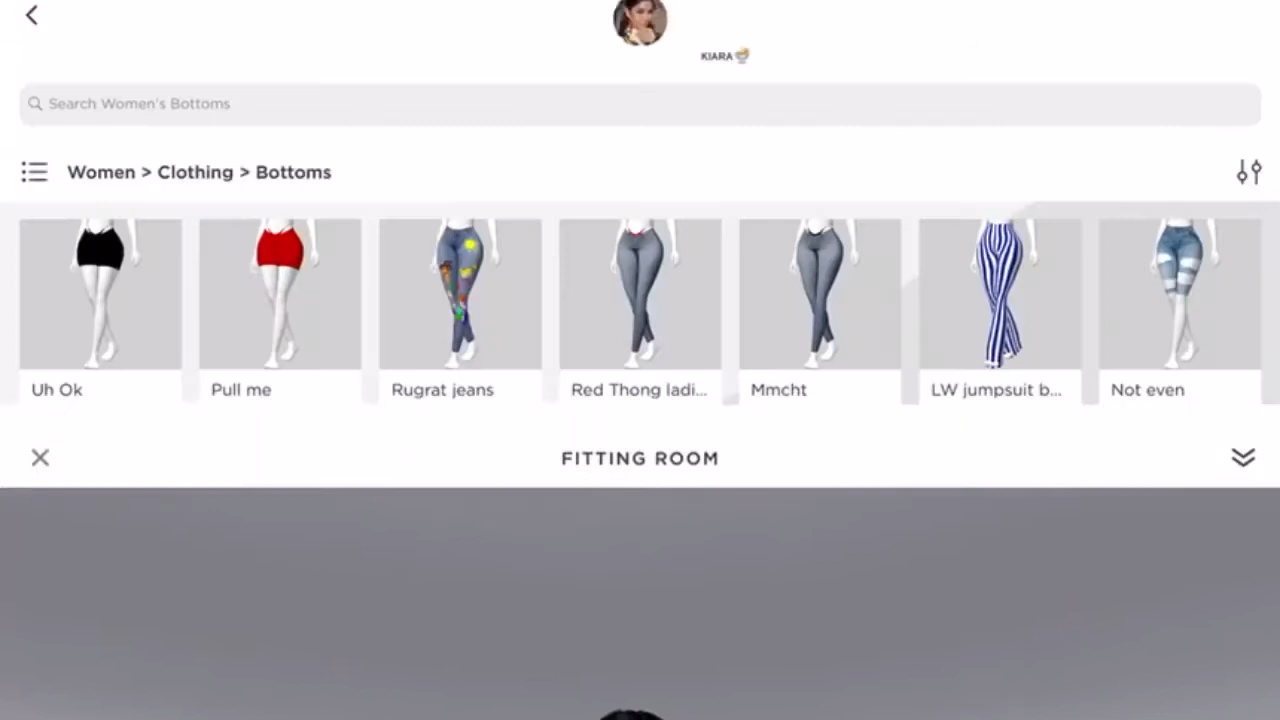 KIARA
Search Women's Bottoms
Women > Clothing > Bottoms
Uh Ok
Pull me
Rugrat jeans
Red Thong ladi...
Mmcht
LW jumpsuit b...
Not even
FITTING ROOM